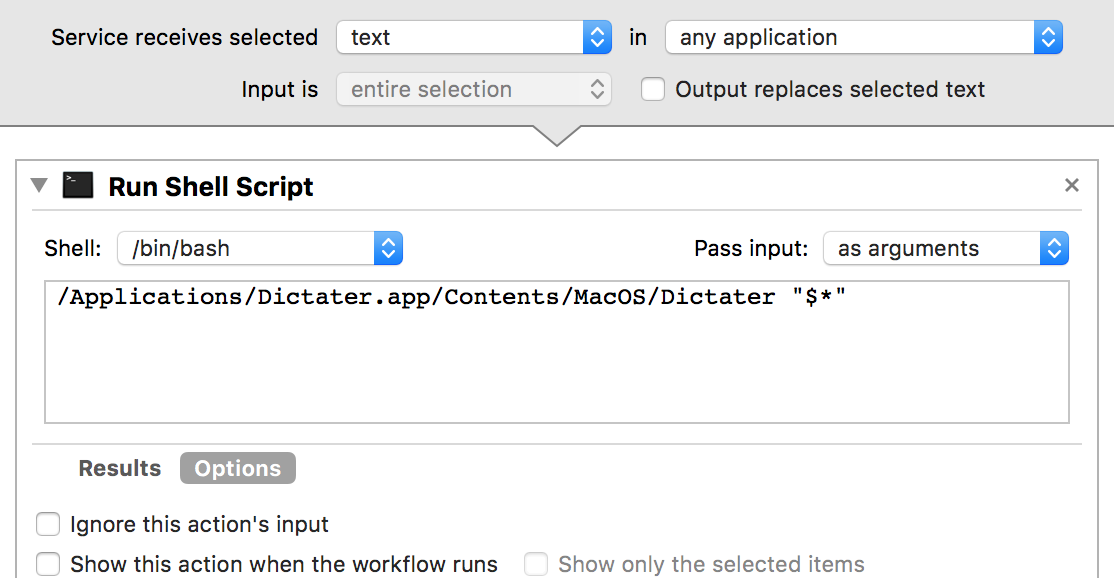 Service receives selected text in any application
Input is entire selection Output replaces selected text
>_
Run Shell Script
Shell: /bin/bash Pass input: as arguments
/Applications/Dictater.app/Contents/MacOS/Dictater "$*"
Results Options
Ignore this action's input
Show this action when the workflow runs Show only the selected items